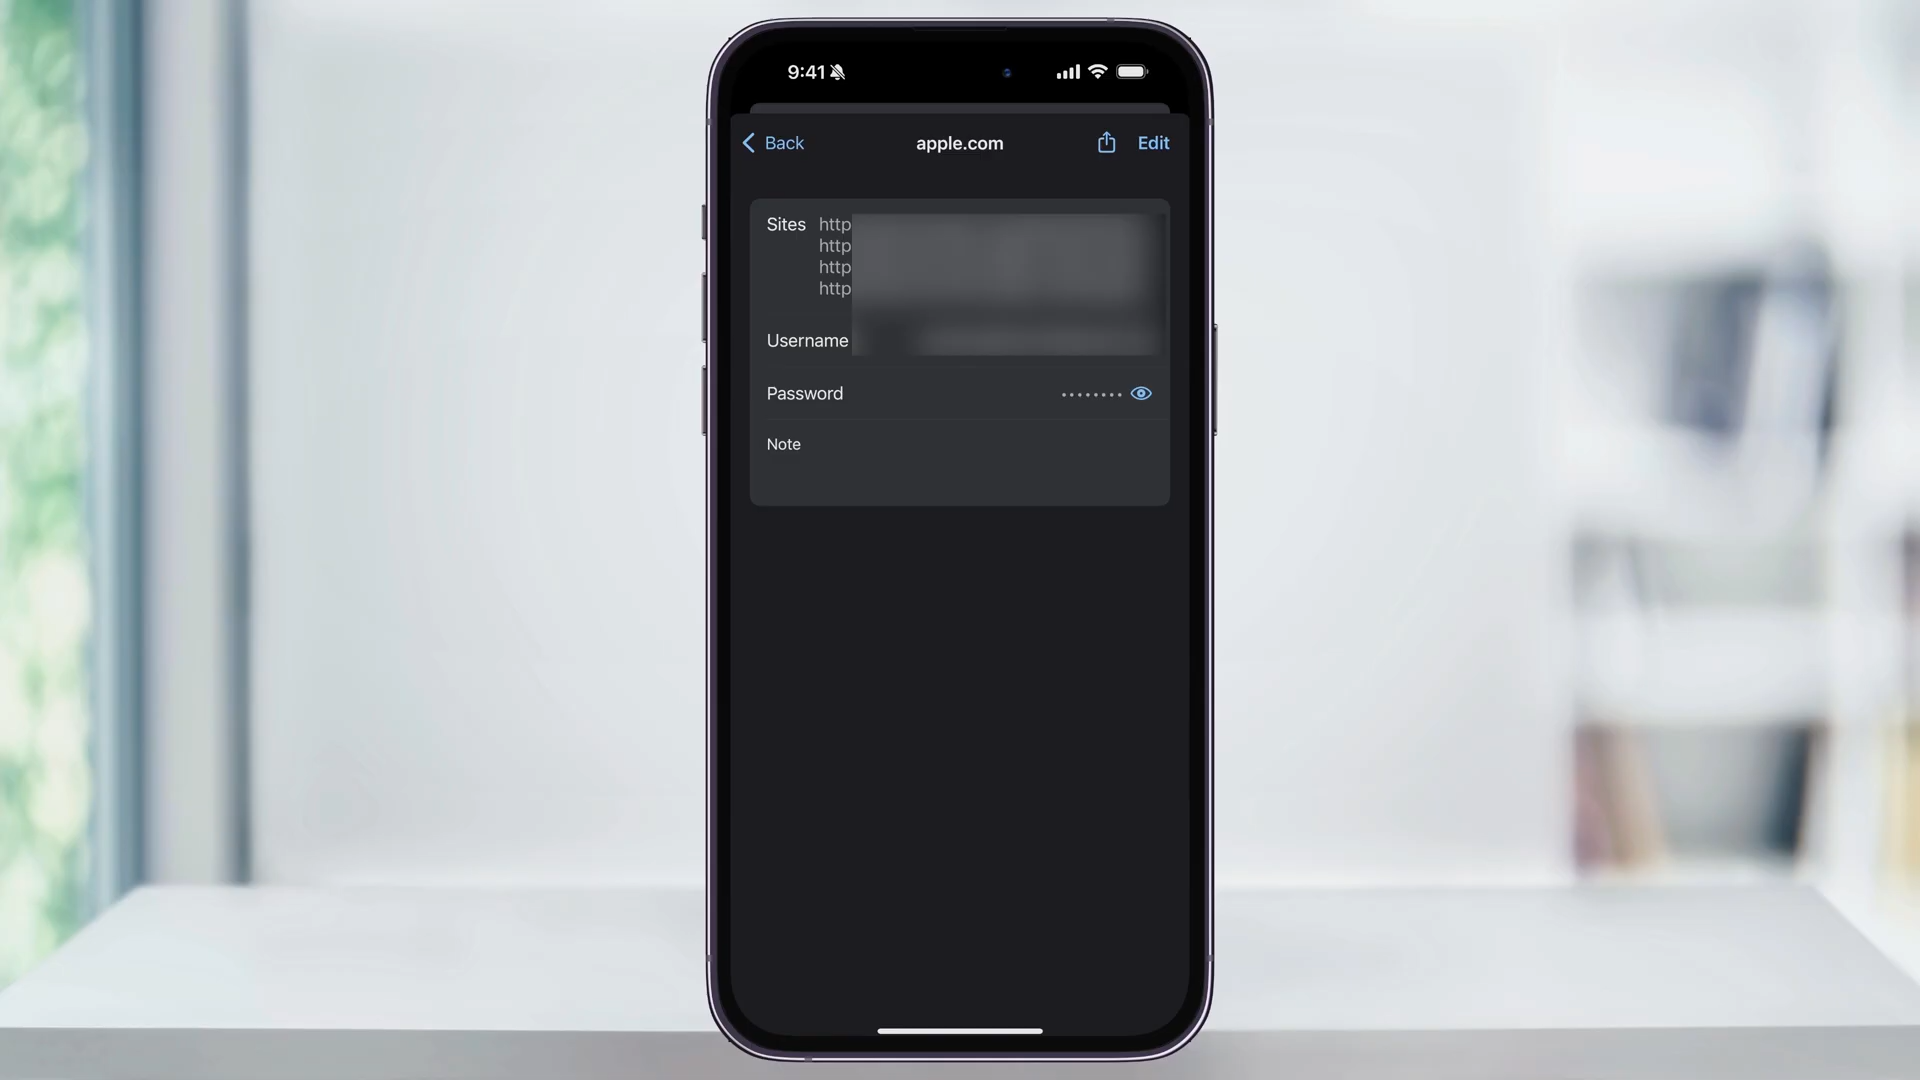 9:41
Back apple.com Edit
Sites http
http
http
http
Username
Password ••••••••
Note